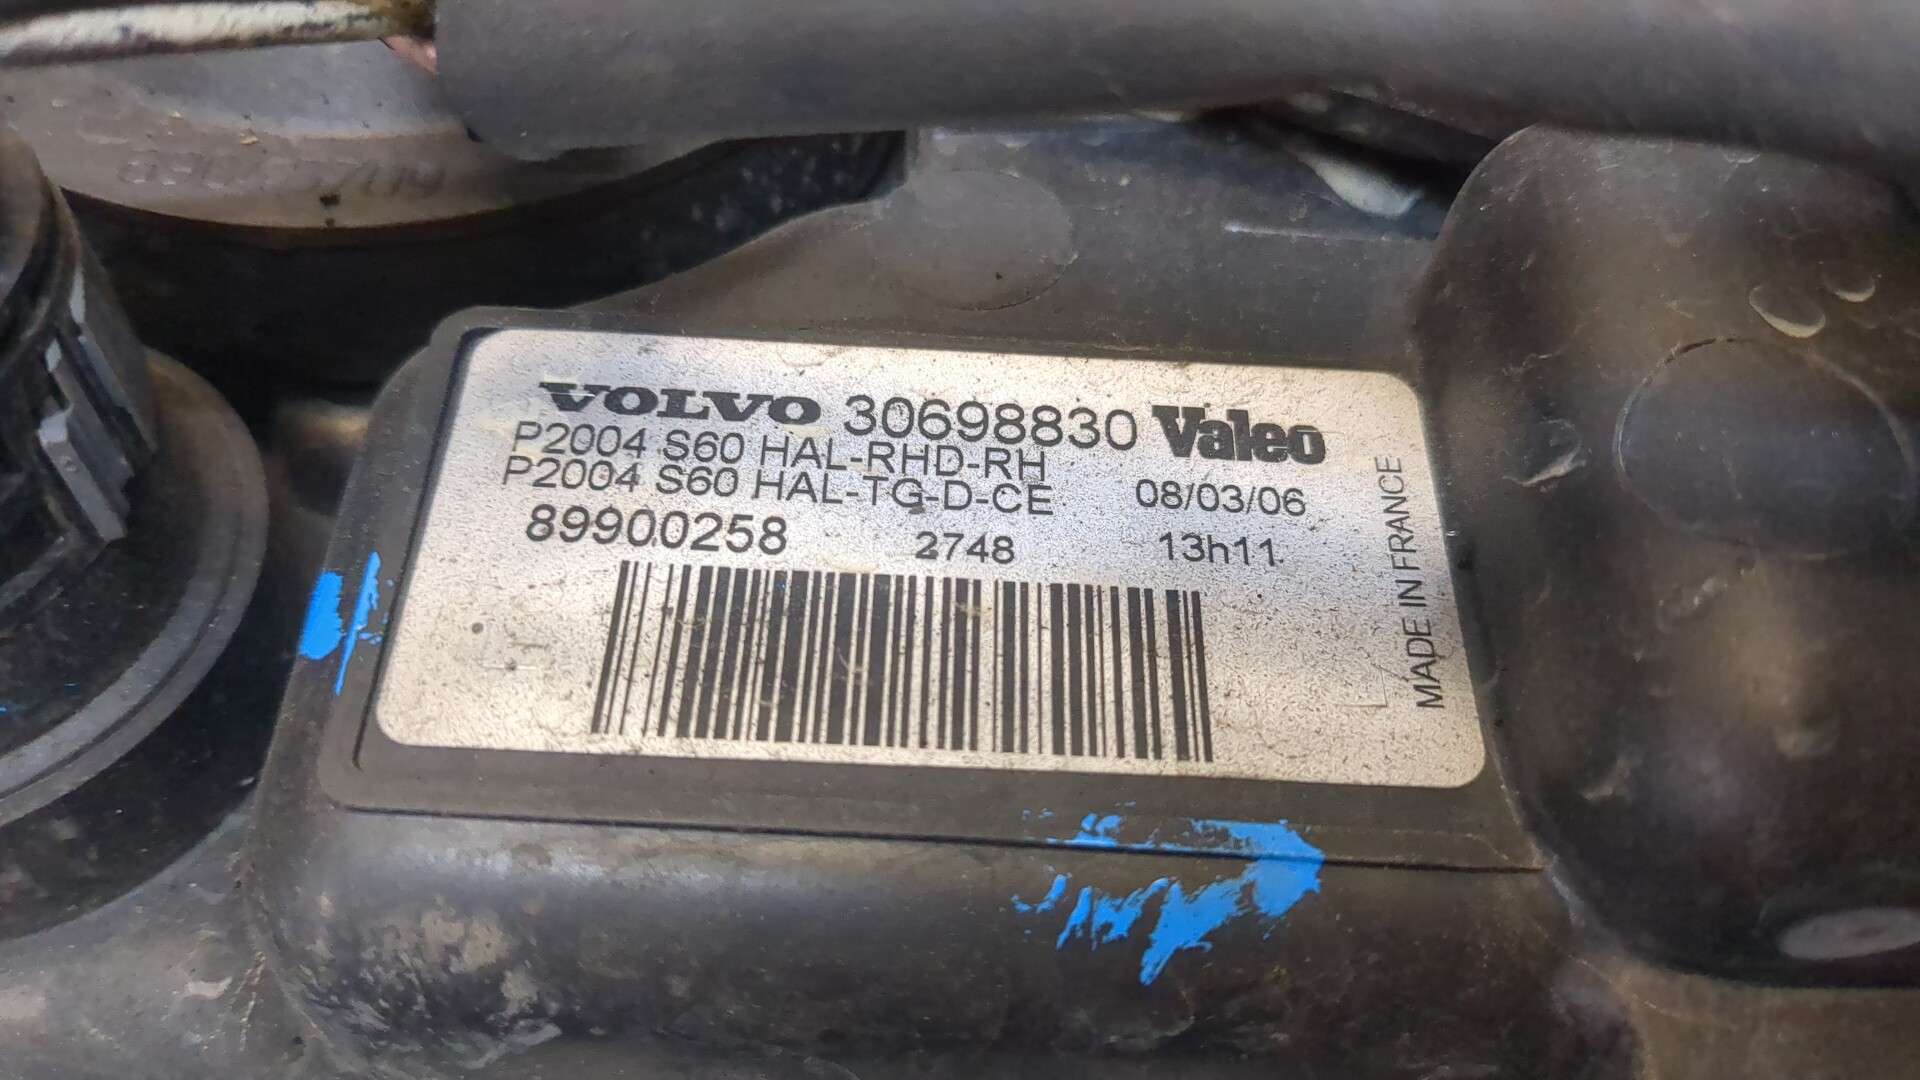 VOLVO 30698830 Valeo
P2004 S60 HAL-RHD-RH
P2004 S60 HAL-TG-D-CE 08/03/06
89900258 2748 13h11
MADE IN FRANCE